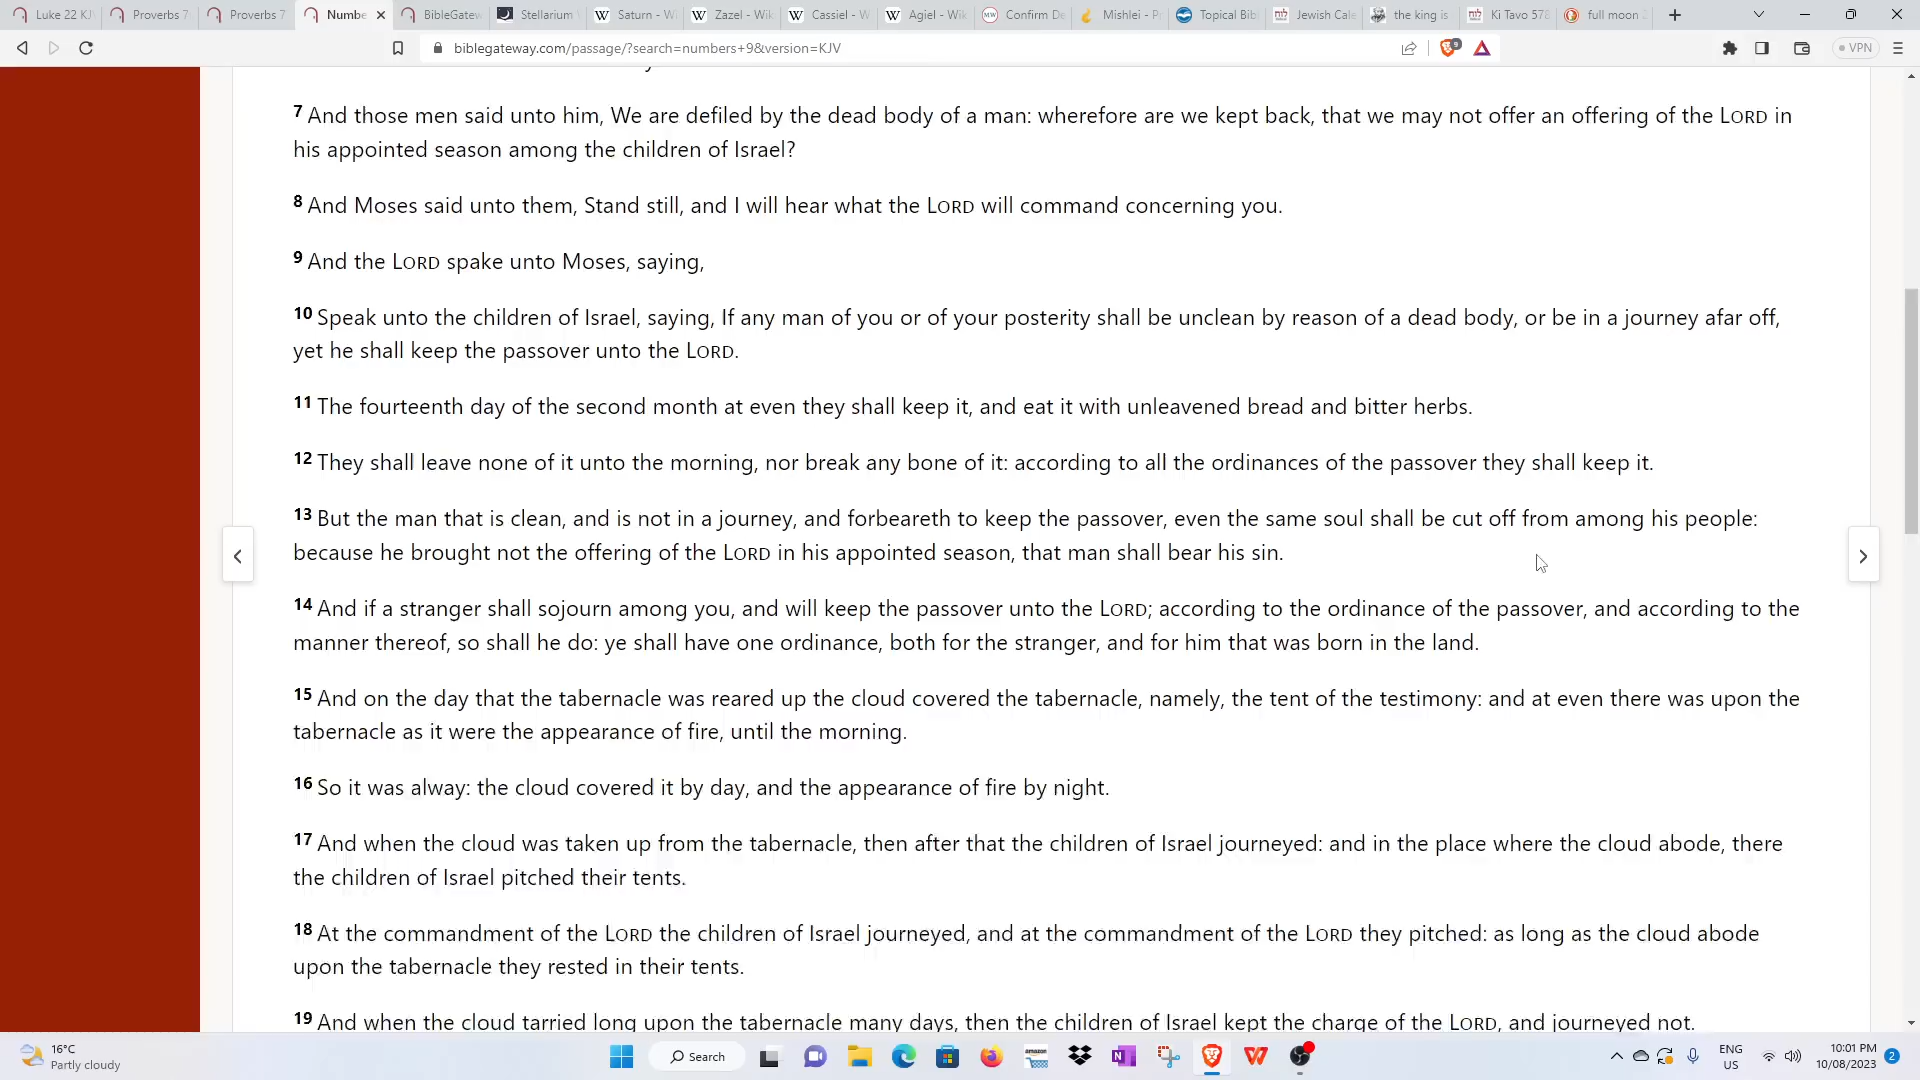 Luke 22 KJ
Proverbs 7
Proverbs 7
Numbe
BibleGatew
Stellarium
Saturn - Wi
Zazel - Wik
Cassiel - W
Agiel - Wik
Confirm De
Mishlei - P
Topical Bib
Jewish Cale
the king is
Ki Tavo 578
full moon 2
biblegateway.com/passage/?search=numbers+9&version=KJV
VPN
7 And those men said unto him, We are defiled by the dead body of a man: wherefore are we kept back, that we may not offer an offering of the LORD in
his appointed season among the children of Israel?
8 And Moses said unto them, Stand still, and I will hear what the LORD will command concerning you.
9 And the LORD spake unto Moses, saying,
10 Speak unto the children of Israel, saying, If any man of you or of your posterity shall be unclean by reason of a dead body, or be in a journey afar off,
yet he shall keep the passover unto the LORD.
11 The fourteenth day of the second month at even they shall keep it, and eat it with unleavened bread and bitter herbs.
12 They shall leave none of it unto the morning, nor break any bone of it: according to all the ordinances of the passover they shall keep it.
13 But the man that is clean, and is not in a journey, and forbeareth to keep the passover, even the same soul shall be cut off from among his people:
because he brought not the offering of the LORD in his appointed season, that man shall bear his sin.
14 And if a stranger shall sojourn among you, and will keep the passover unto the LORD; according to the ordinance of the passover, and according to the
manner thereof, so shall he do: ye shall have one ordinance, both for the stranger, and for him that was born in the land.
15 And on the day that the tabernacle was reared up the cloud covered the tabernacle, namely, the tent of the testimony: and at even there was upon the
tabernacle as it were the appearance of fire, until the morning.
16 So it was alway: the cloud covered it by day, and the appearance of fire by night.
17 And when the cloud was taken up from the tabernacle, then after that the children of Israel journeyed: and in the place where the cloud abode, there
the children of Israel pitched their tents.
18 At the commandment of the LORD the children of Israel journeyed, and at the commandment of the LORD they pitched: as long as the cloud abode
upon the tabernacle they rested in their tents.
19 And when the cloud tarried long upon the tabernacle many days, then the children of Israel kept the charge of the LORD, and journeyed not.
16°C
Partly cloudy
Search
ENG
US
10:01 PM
10/08/2023
2